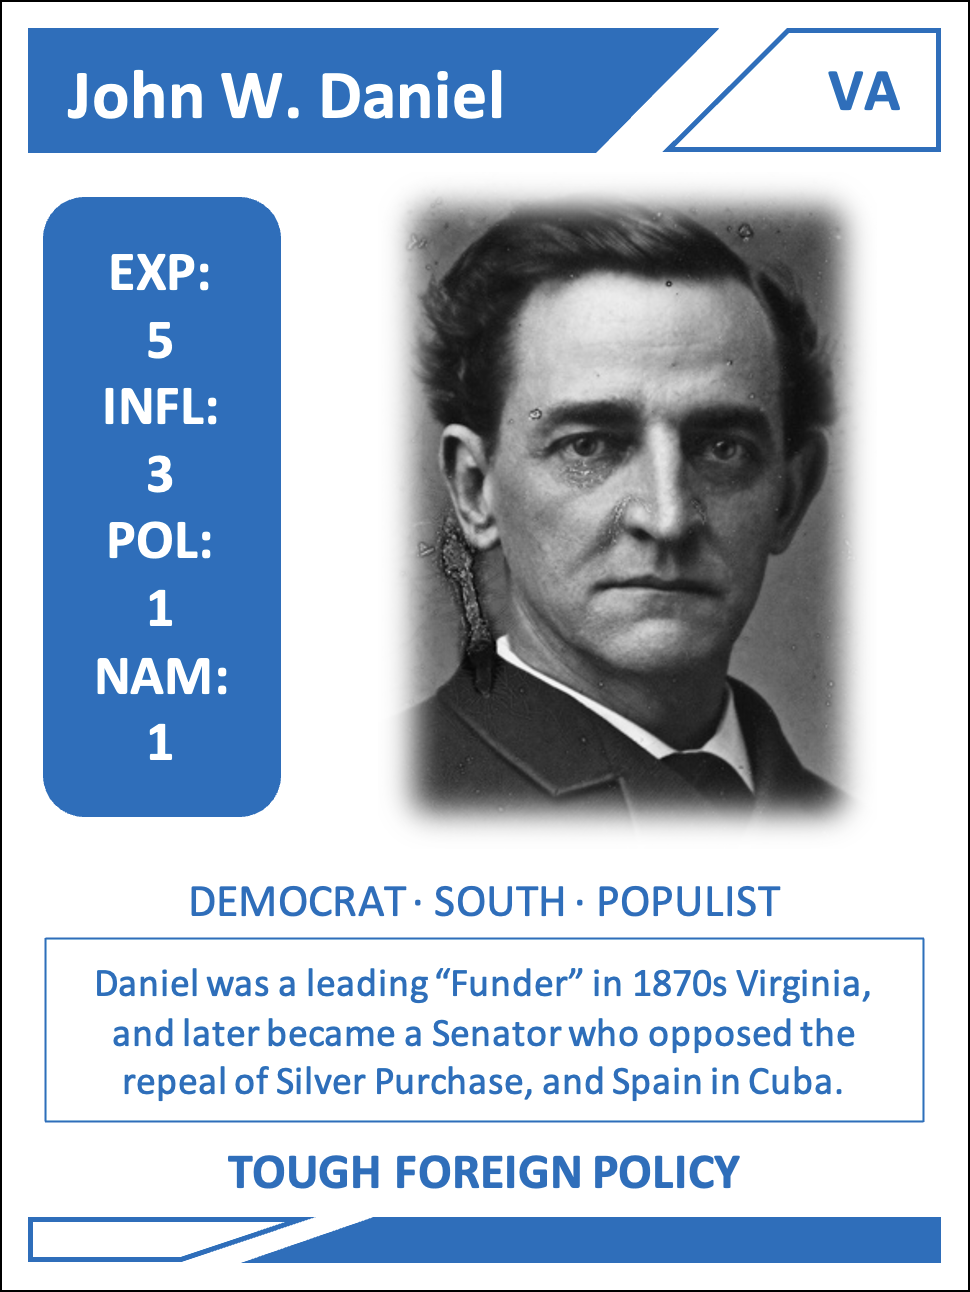 John W. Daniel
VA
EXP:
5
INFL:
3
POL:
1
NAM:
1
DEMOCRAT · SOUTH · POPULIST
Daniel was a leading “Funder” in 1870s Virginia,
and later became a Senator who opposed the
repeal of Silver Purchase, and Spain in Cuba.
TOUGH FOREIGN POLICY